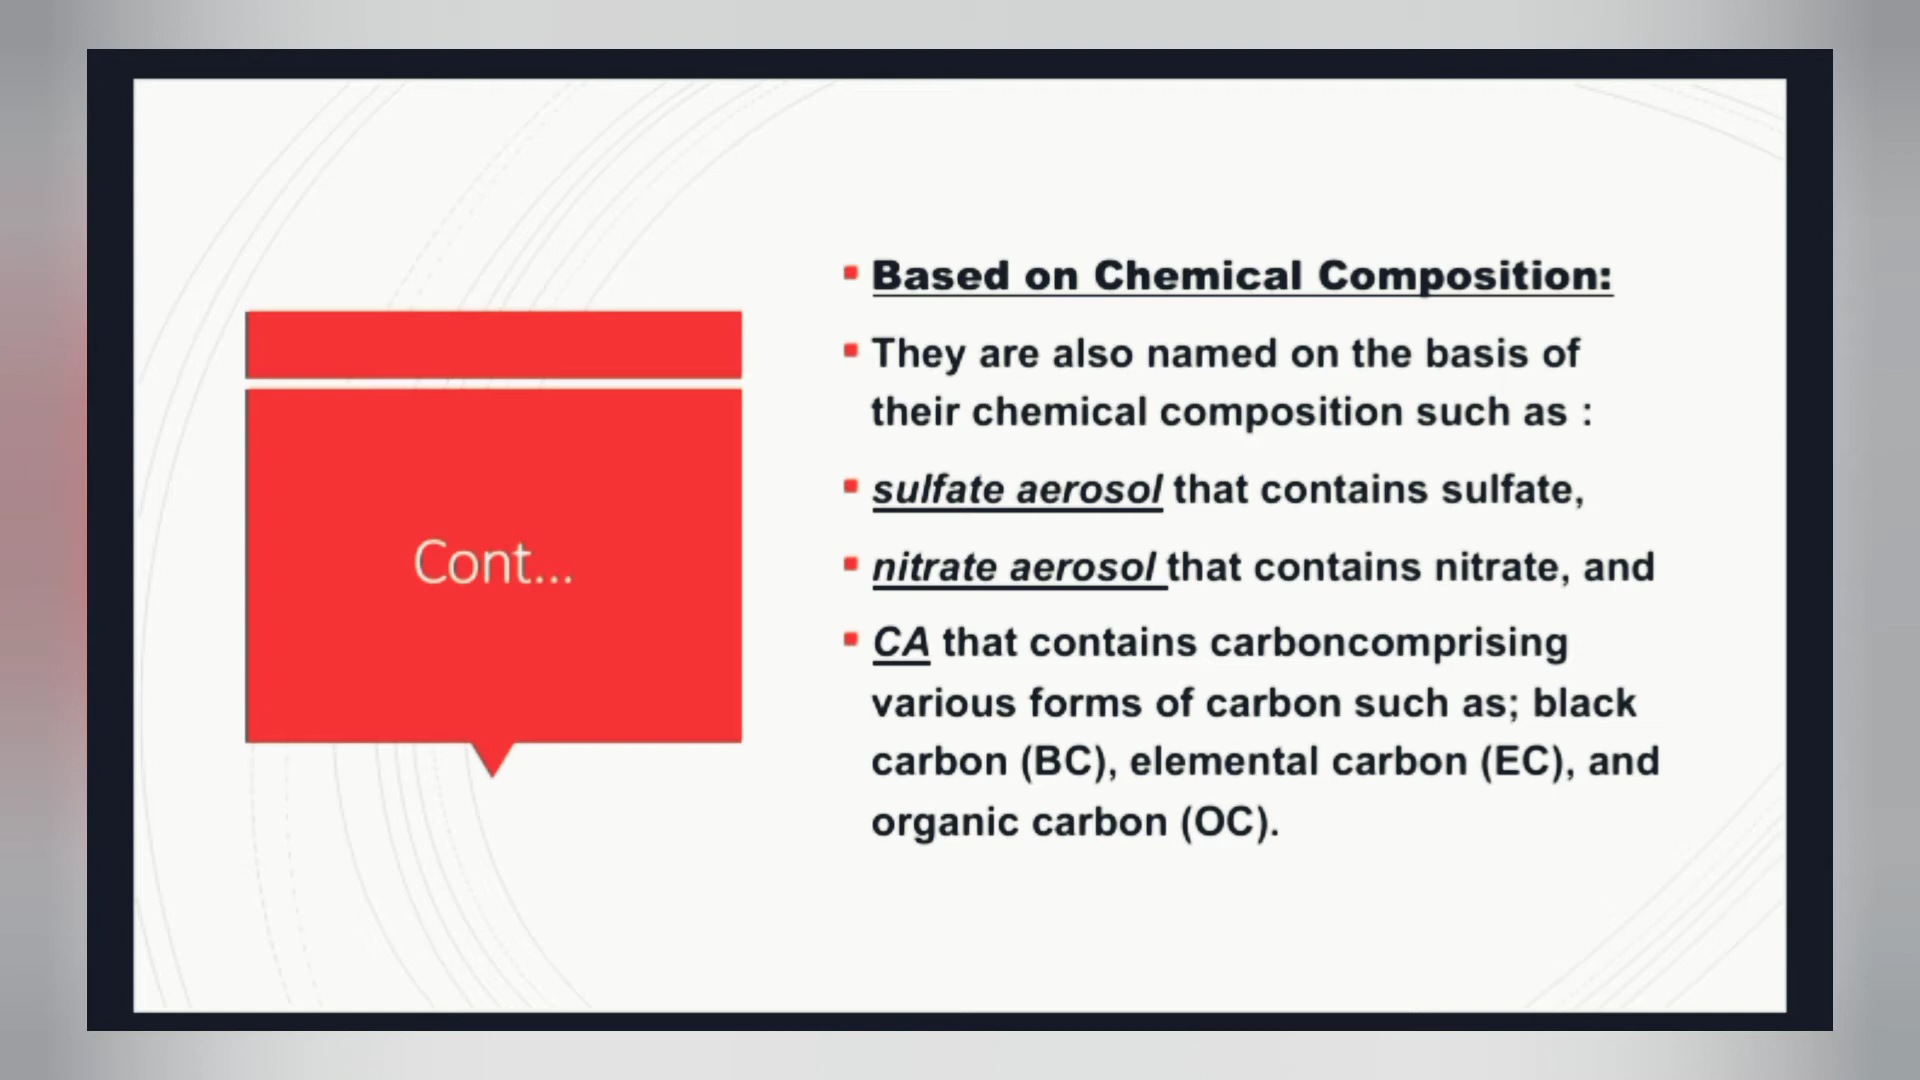 Cont...
Based on Chemical Composition:
They are also named on the basis of
their chemical composition such as :
sulfate aerosol that contains sulfate,
nitrate aerosol that contains nitrate, and
CA that contains carboncomprising
various forms of carbon such as; black
carbon (BC), elemental carbon (EC), and
organic carbon (OC).